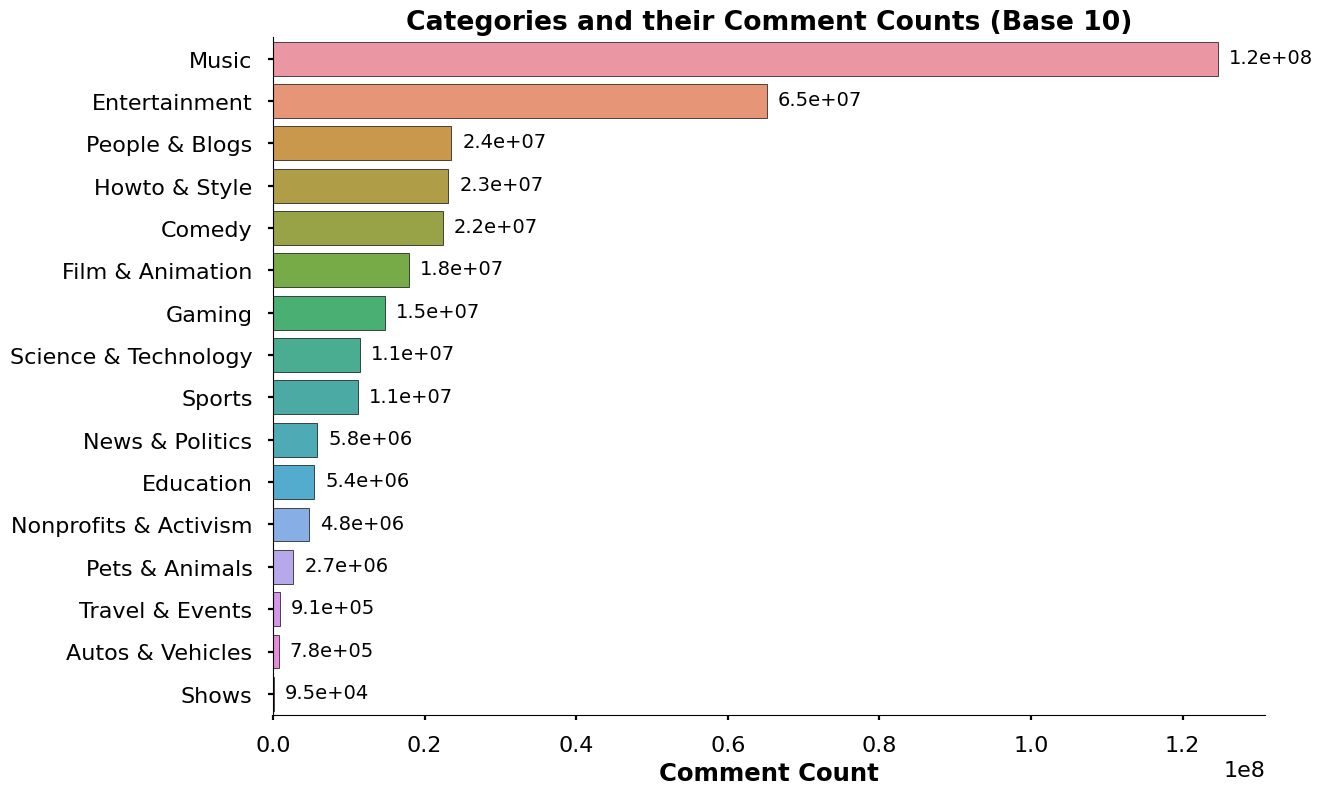 Categories and their Comment Counts (Base 10)
Music 1.2e+08
Entertainment 6.5e+07
People & Blogs 2.4e+07
Howto & Style 2.3e+07
Comedy 2.2e+07
Film & Animation 1.8e+07
Gaming 1.5e+07
Science & Technology 1.1e+07
Sports 1.1e+07
News & Politics 5.8e+06
Education 5.4e+06
Nonprofits & Activism 4.8e+06
Pets & Animals 2.7e+06
Travel & Events 9.1e+05
Autos & Vehicles 7.8e+05
Shows 9.5e+04
0.0 0.2 0.4 0.6 0.8 1.0 1.2
1e8
Comment Count